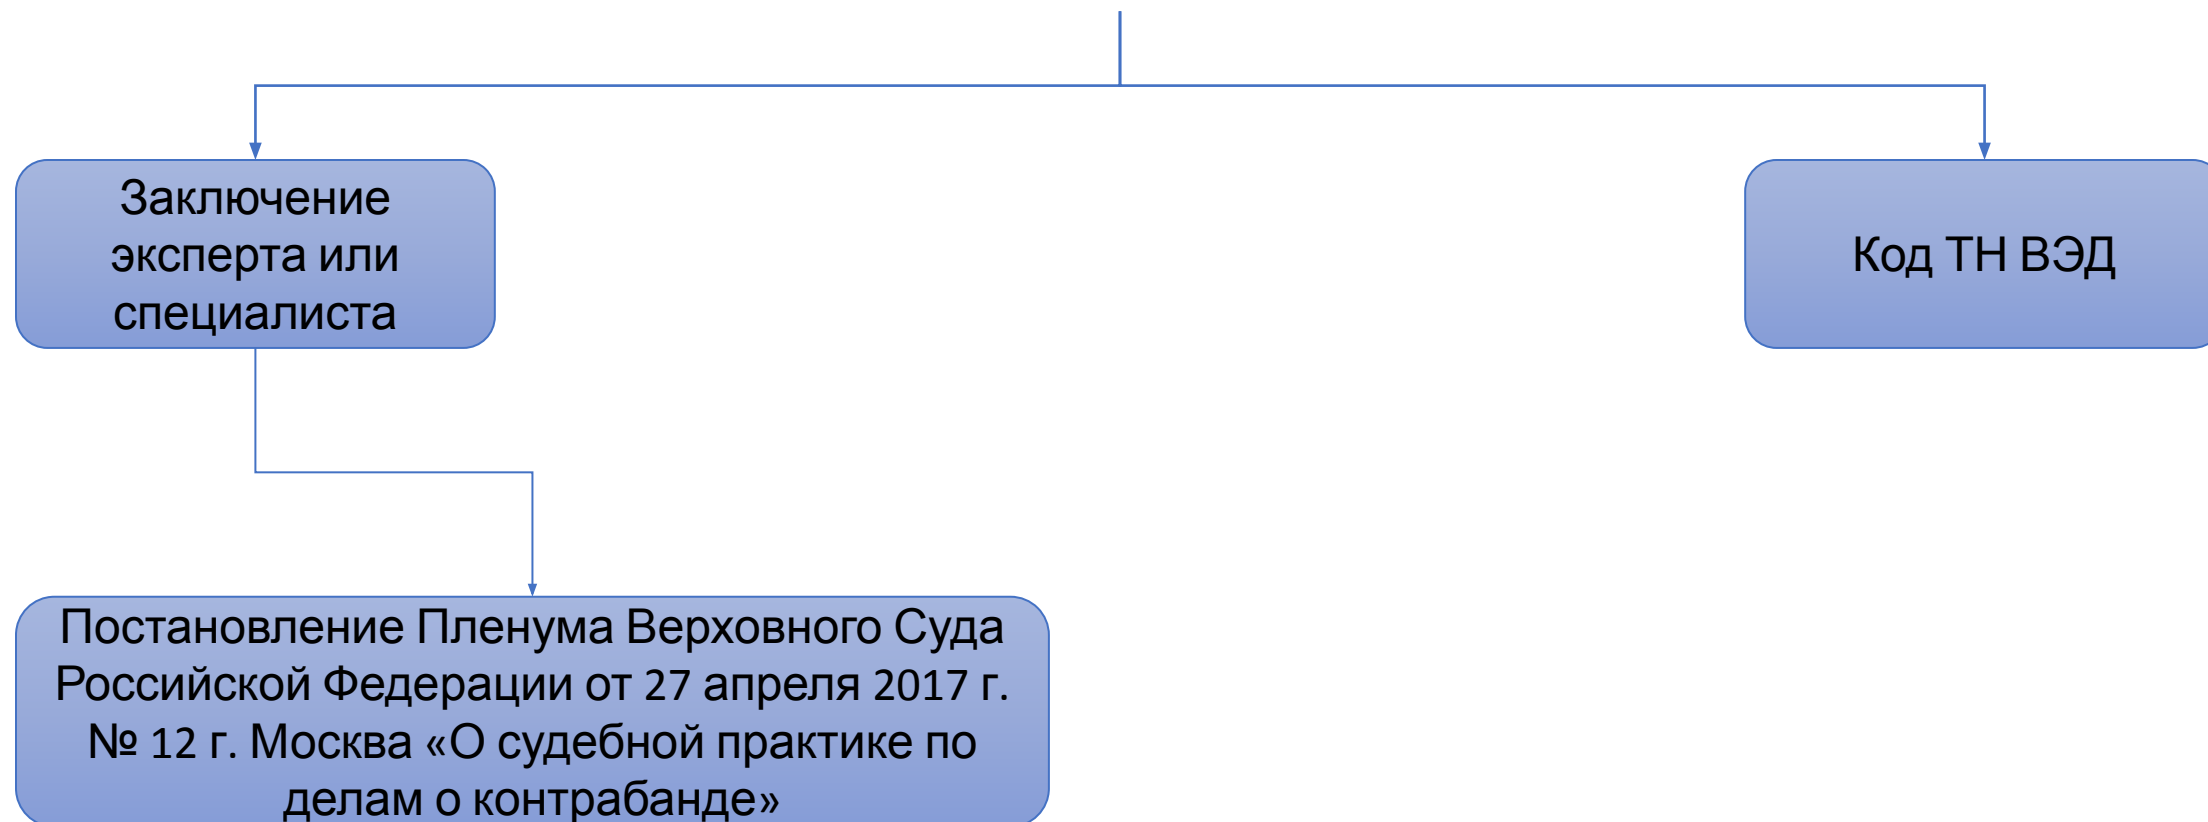 Заключение
эксперта или
специалиста
Код ТН ВЭД
Постановление Пленума Верховного Суда
Российской Федерации от 27 апреля 2017 г.
№ 12 г. Москва «О судебной практике по
делам о контрабанде»